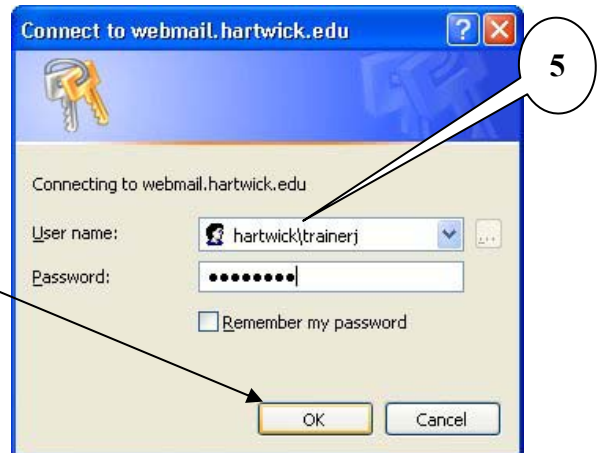 Connect to webmail.hartwick.edu
5
Connecting to webmail.hartwick.edu
User name: hartwick\trainerj ...
Password: ••••••••
Remember my password
OK Cancel